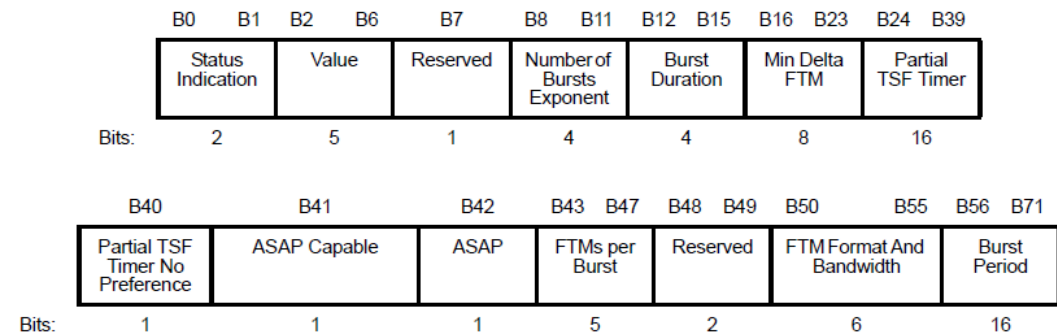 B0 B1 B2 B6 B7 B8 B11 B12 B15 B16 B23 B24 B39
Status Indication Value Reserved Number of Bursts Exponent Burst Duration Min Delta FTM Partial TSF Timer
Bits: 2 5 1 4 4 8 16
B40 B41 B42 B43 B47 B48 B49 B50 B55 B56 B71
Partial TSF Timer No Preference ASAP Capable ASAP FTMs per Burst Reserved FTM Format And Bandwidth Burst Period
Bits: 1 1 1 5 2 6 16